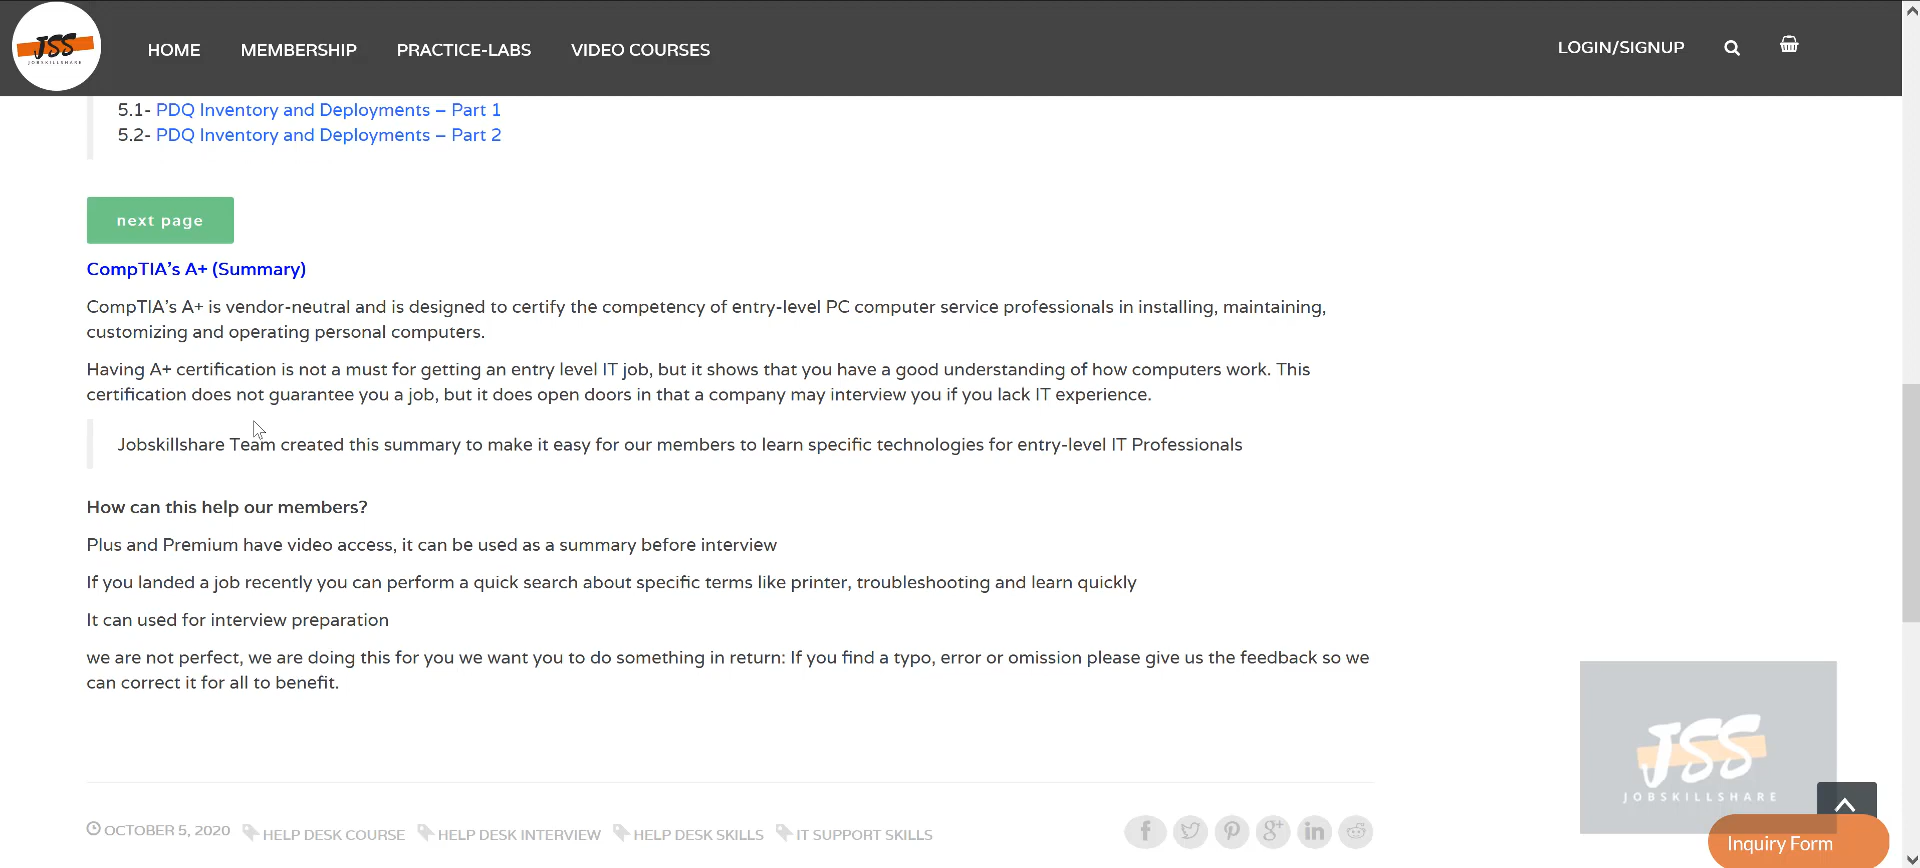 JSS
JOBSKILLSHARE
HOME MEMBERSHIP PRACTICE-LABS VIDEO COURSES LOGIN/SIGNUP
5.1- PDQ Inventory and Deployments – Part 1
5.2- PDQ Inventory and Deployments – Part 2
next page
CompTIA's A+ (Summary)
CompTIA's A+ is vendor-neutral and is designed to certify the competency of entry-level PC computer service professionals in installing, maintaining,
customizing and operating personal computers.
Having A+ certification is not a must for getting an entry level IT job, but it shows that you have a good understanding of how computers work. This
certification does not guarantee you a job, but it does open doors in that a company may interview you if you lack IT experience.
Jobskillshare Team created this summary to make it easy for our members to learn specific technologies for entry-level IT Professionals
How can this help our members?
Plus and Premium have video access, it can be used as a summary before interview
If you landed a job recently you can perform a quick search about specific terms like printer, troubleshooting and learn quickly
It can used for interview preparation
we are not perfect, we are doing this for you we want you to do something in return: If you find a typo, error or omission please give us the feedback so we
can correct it for all to benefit.
JSS
JOBSKILLSHARE
OCTOBER 5, 2020 HELP DESK COURSE HELP DESK INTERVIEW HELP DESK SKILLS IT SUPPORT SKILLS
Inquiry Form